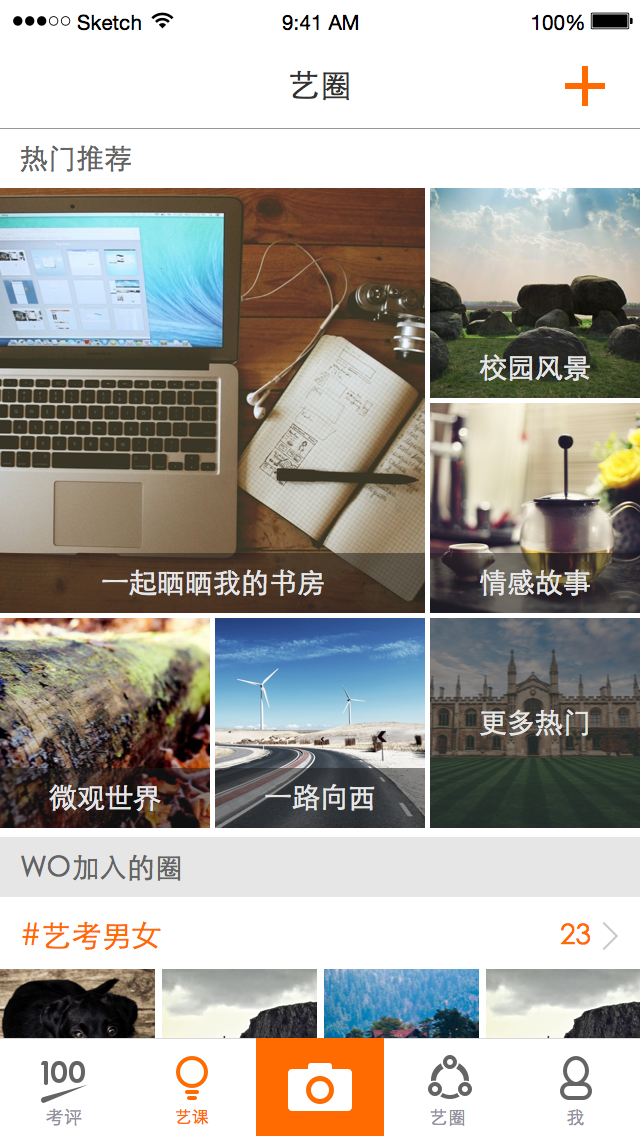 Sketch 9:41 AM 100%
艺圈
热门推荐
一起晒晒我的书房
校园风景
情感故事
微观世界
一路向西
更多热门
WO加入的圈
#艺考男女 23
100
考评
艺课
艺圈
我